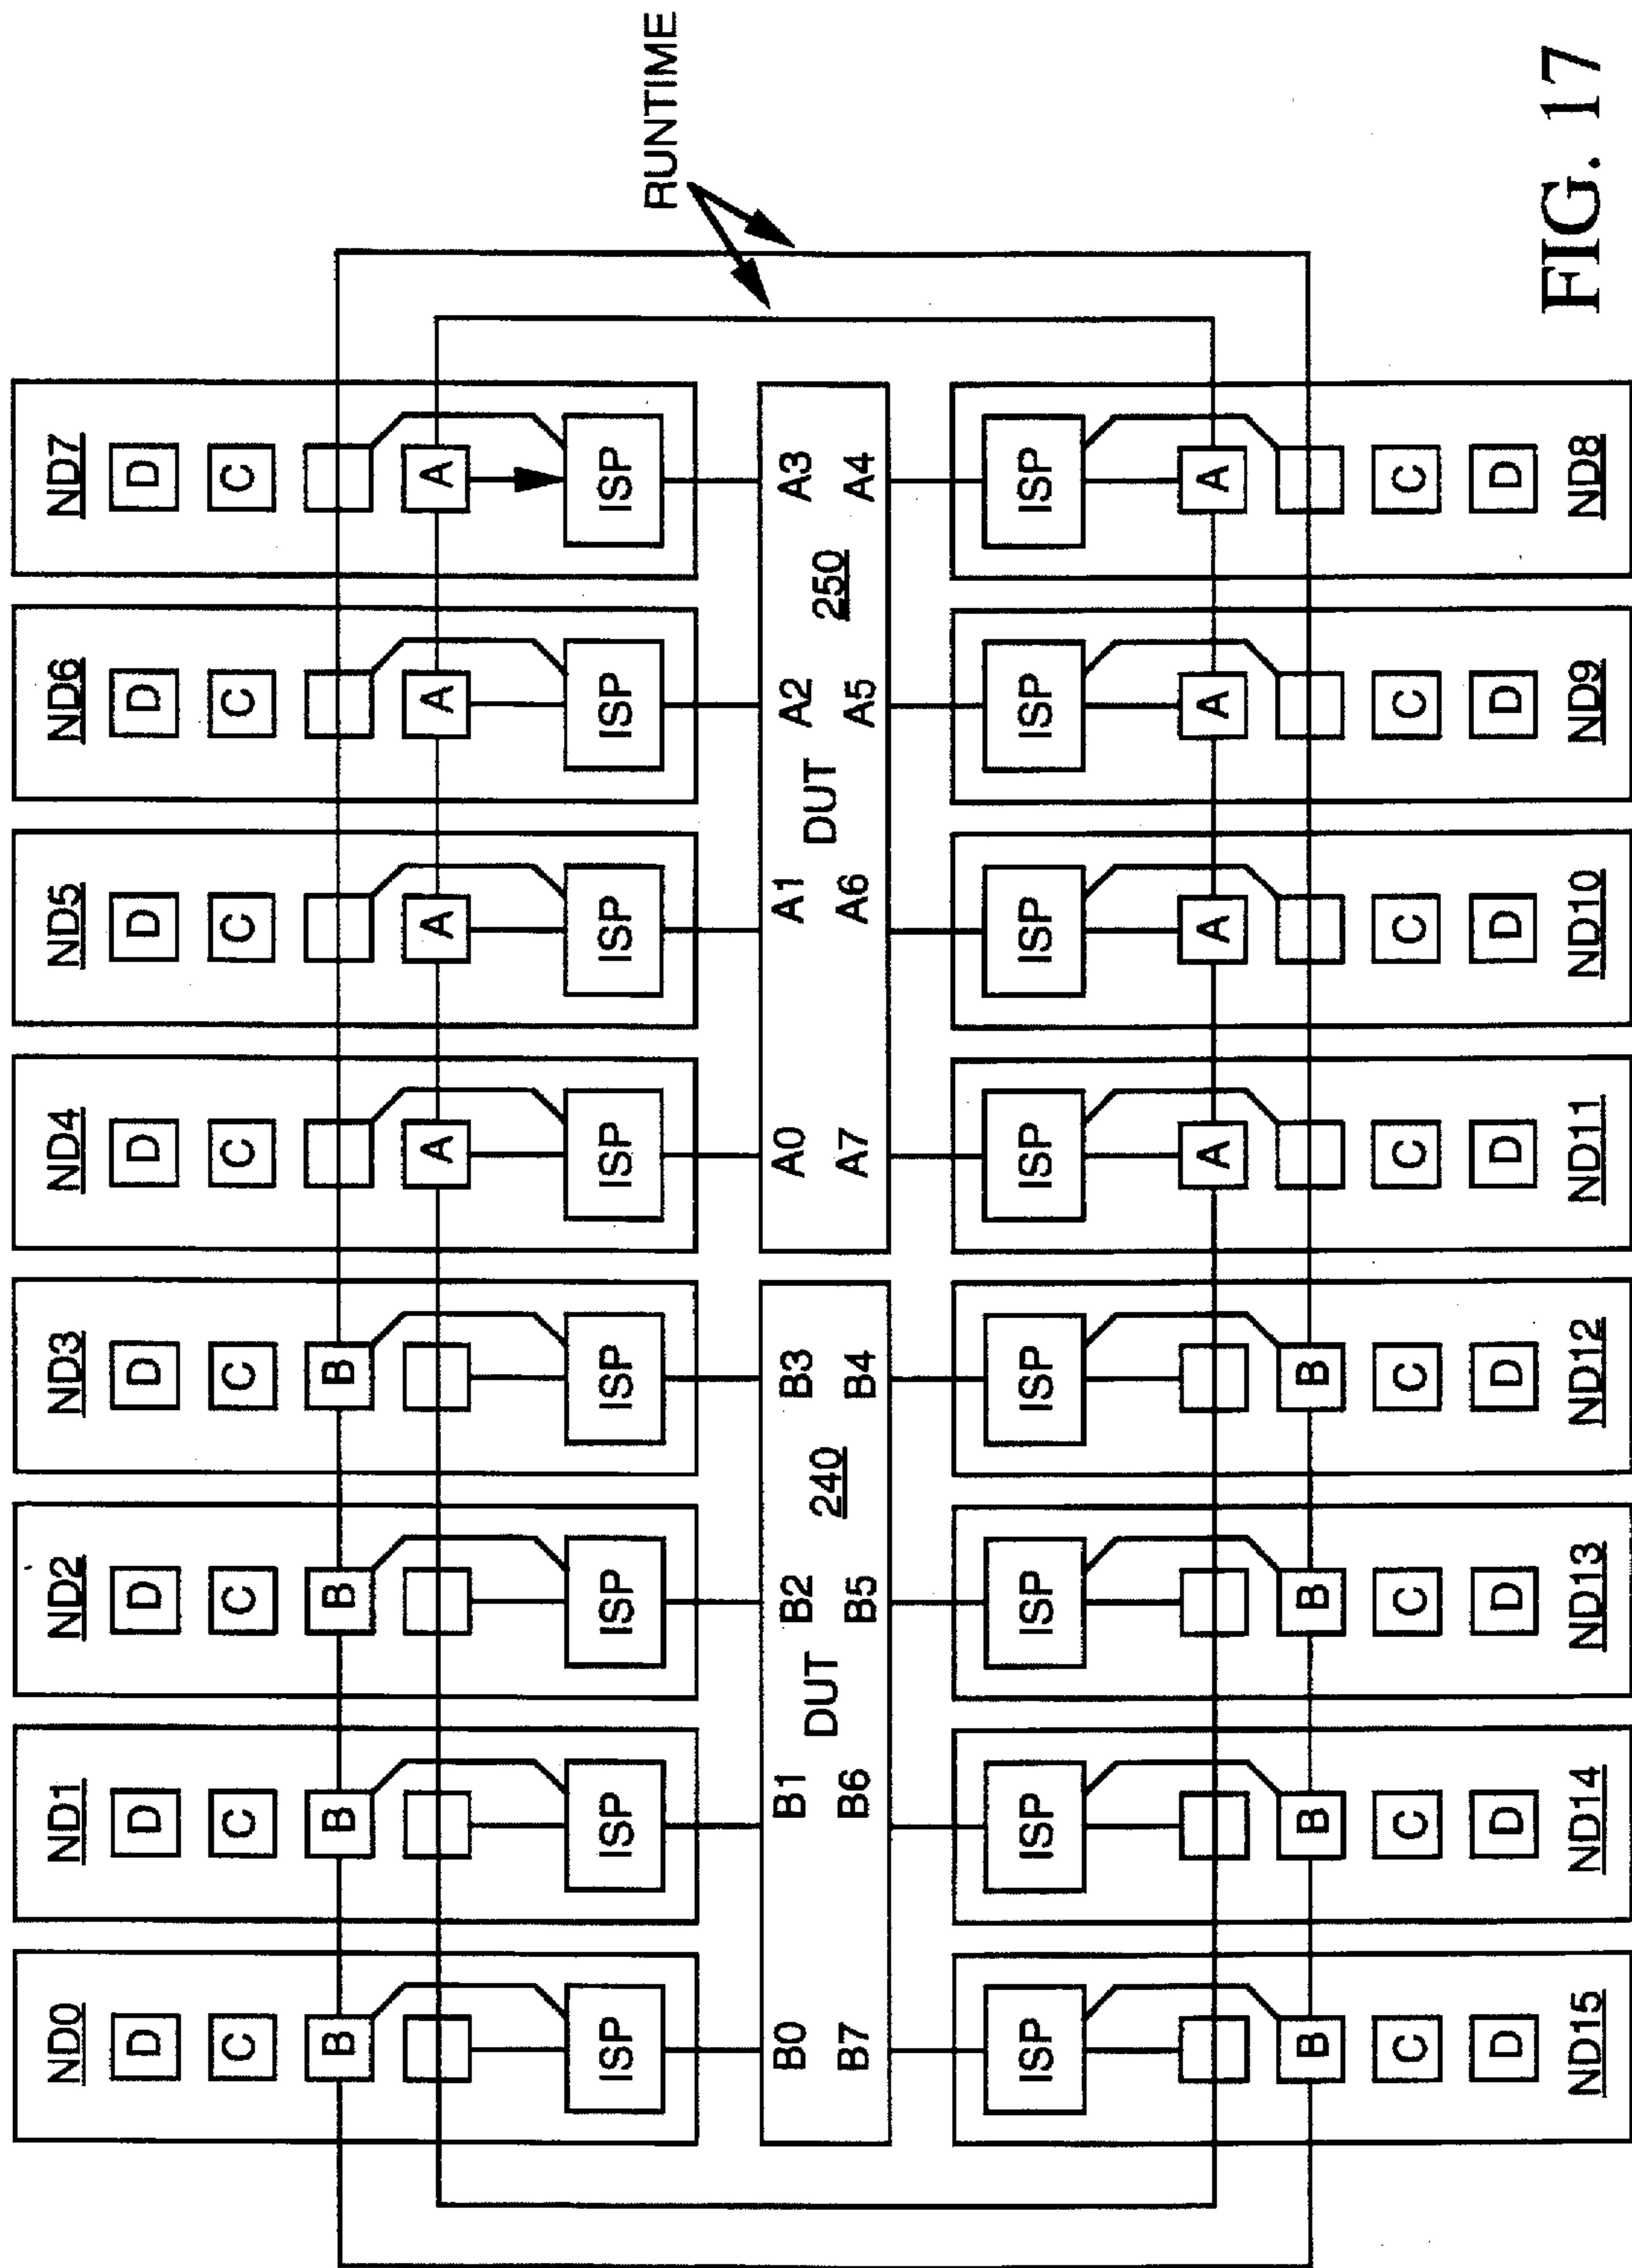 ND0 ND1 ND2 ND3 ND4 ND5 ND6 ND7
D D D D D D D D
C C C C C C C C
B B B B
A A A A
ISP ISP ISP ISP ISP ISP ISP ISP
RUNTIME
B0 B1 B2 B3 A0 A1 A2 A3
DUT 240 DUT 250
B7 B6 B5 B4 A7 A6 A5 A4
ISP ISP ISP ISP ISP ISP ISP ISP
A A A A
B B B B
C C C C C C C C
D D D D D D D D
ND15 ND14 ND13 ND12 ND11 ND10 ND9 ND8
FIG. 17